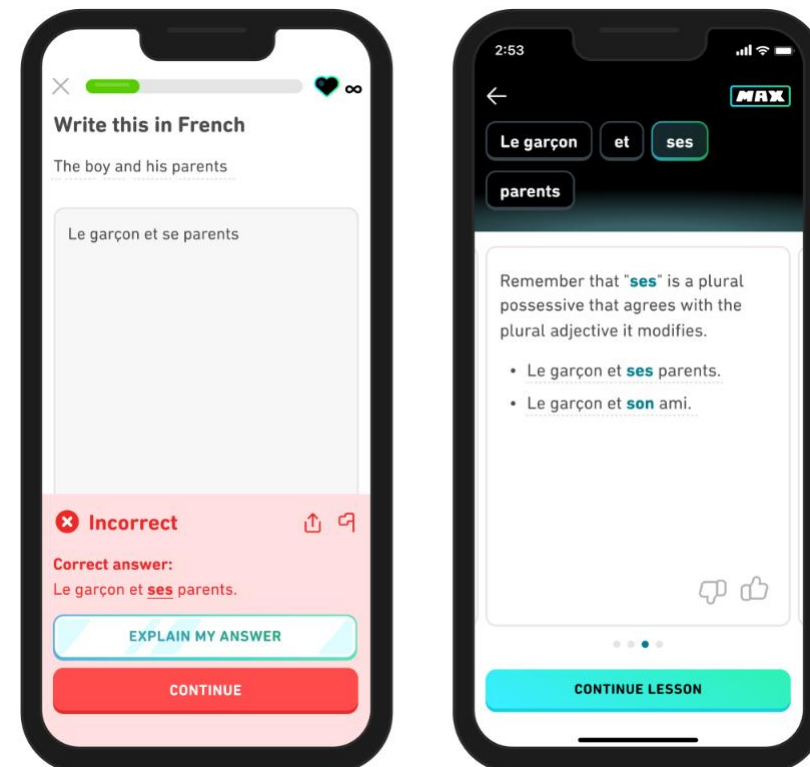 ∞
Write this in French
The boy and his parents
Le garçon et se parents
Incorrect
Correct answer:
Le garçon et ses parents.
EXPLAIN MY ANSWER
CONTINUE
2:53
MAX
Le garçon et ses
parents
Remember that "ses" is a plural
possessive that agrees with the
plural adjective it modifies.
• Le garçon et ses parents.
• Le garçon et son ami.
CONTINUE LESSON